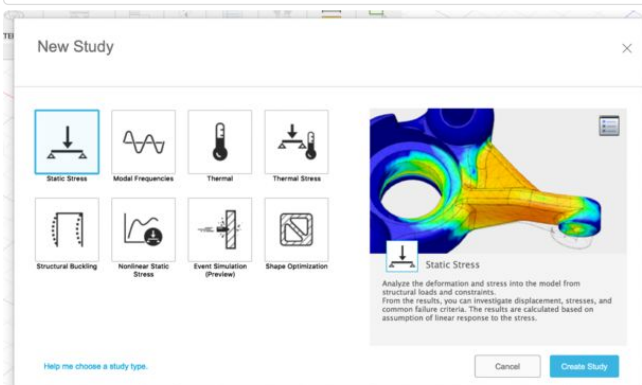 New Study
Static Stress
Modal Frequencies
Thermal
Thermal Stress
Structural Buckling
Nonlinear Static
Stress
Event Simulation
(Preview)
Shape Optimization
Static Stress
Analyze the deformation and stress into the model from
structural loads and constraints.
From the results, you can investigate displacement, stresses, and
common failure criteria. The results are calculated based on
assumption of linear response to the stress.
Help me choose a study type.
Cancel
Create Study